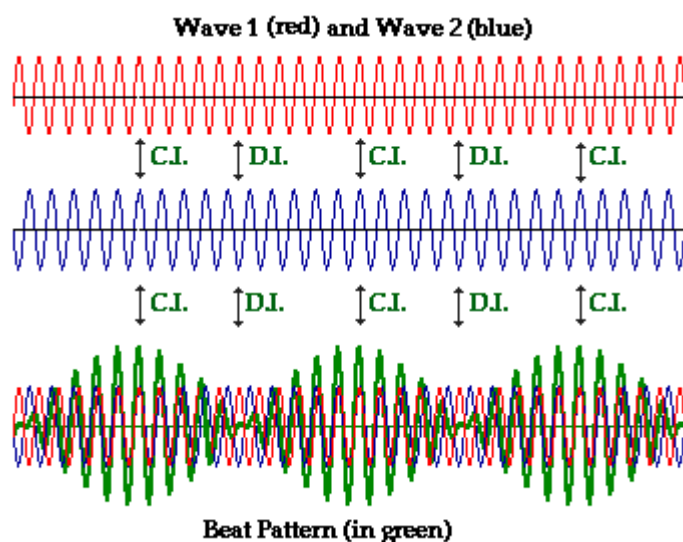 Wave 1 (red) and Wave 2 (blue)
C.I. D.I. C.I. D.I. C.I.
C.I. D.I. C.I. D.I. C.I.
Beat Pattern (in green)